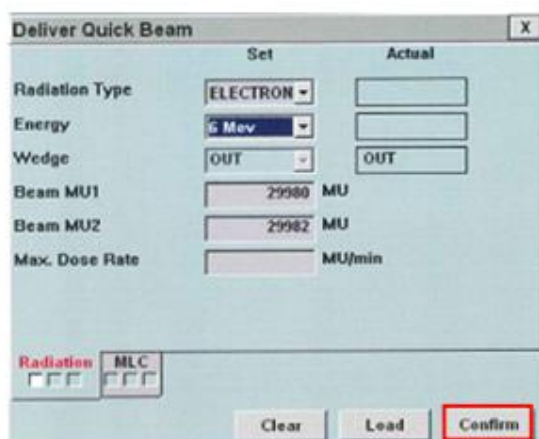 Deliver Quick Beam X
Set Actual
Radiation Type ELECTRON
Energy 6 Mev
Wedge OUT OUT
Beam MU1 29980 MU
Beam MU2 29982 MU
Max. Dose Rate MU/min
Radiation MLC
Clear Load Confirm